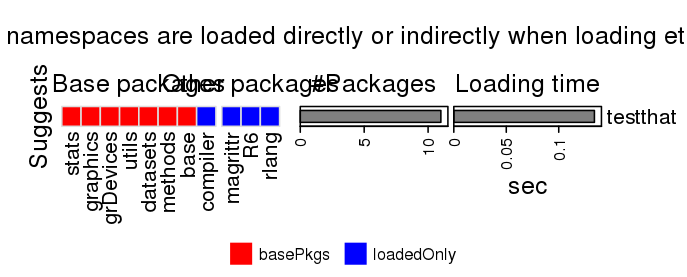 namespaces are loaded directly or indirectly when loading et
Base packages
Other packages
#Packages
Loading time
Suggests
testthat
stats
graphics
grDevices
utils
datasets
methods
base
compiler
magrittr
R6
rlang
0
5
10
0
0.05
0.1
sec
basePkgs
loadedOnly